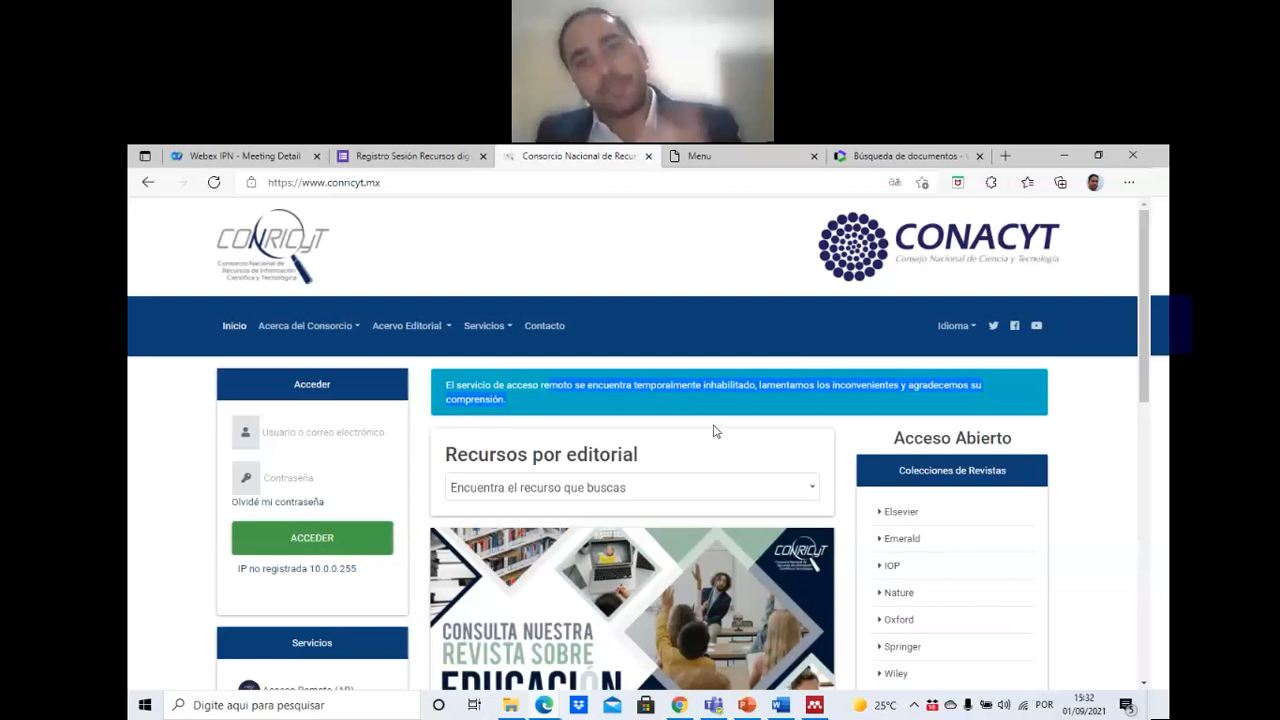 Webex IPN - Meeting Detail
Registro Sesión Recursos dig
Consorcio Nacional de Recur
Menu
Búsqueda de documentos -
https://www.conricyt.mx
CONRICYT
Consorcio Nacional de
Recursos de Información
Científica y Tecnológica
CONACYT
Consejo Nacional de Ciencia y Tecnología
Inicio
Acerca del Consorcio
Acervo Editorial
Servicios
Contacto
Idioma
Acceder
Usuario o correo electrónico
Contraseña
Olvidé mi contraseña
ACCEDER
IP no registrada 10.0.0.255
Servicios
Acceso Remoto (AR)
El servicio de acceso remoto se encuentra temporalmente inhabilitado, lamentamos los inconvenientes y agradecemos su
comprensión.
Recursos por editorial
Encuentra el recurso que buscas
CONRICYT
CONSULTA NUESTRA
REVISTA SOBRE
EDUCACIÓN
Acceso Abierto
Colecciones de Revistas
Elsevier
Emerald
IOP
Nature
Oxford
Springer
Wiley
Digite aqui para pesquisar
25°C
POR
15:32
01/09/2021